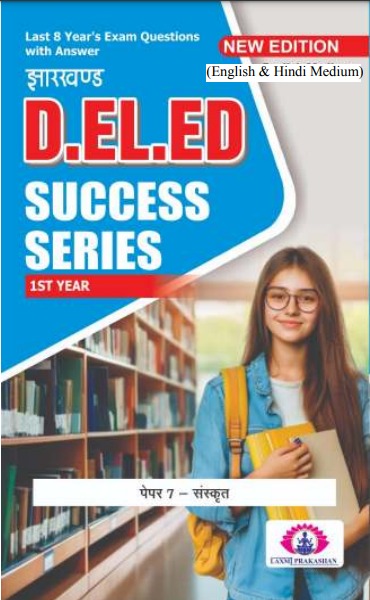 Last 8 Year's Exam Questions
with Answer
NEW EDITION
(English & Hindi Medium)
झारखण्ड
D.EL.ED
SUCCESS
SERIES
1ST YEAR
पेपर 7 – संस्कृत
LAXMI PRAKASHAN